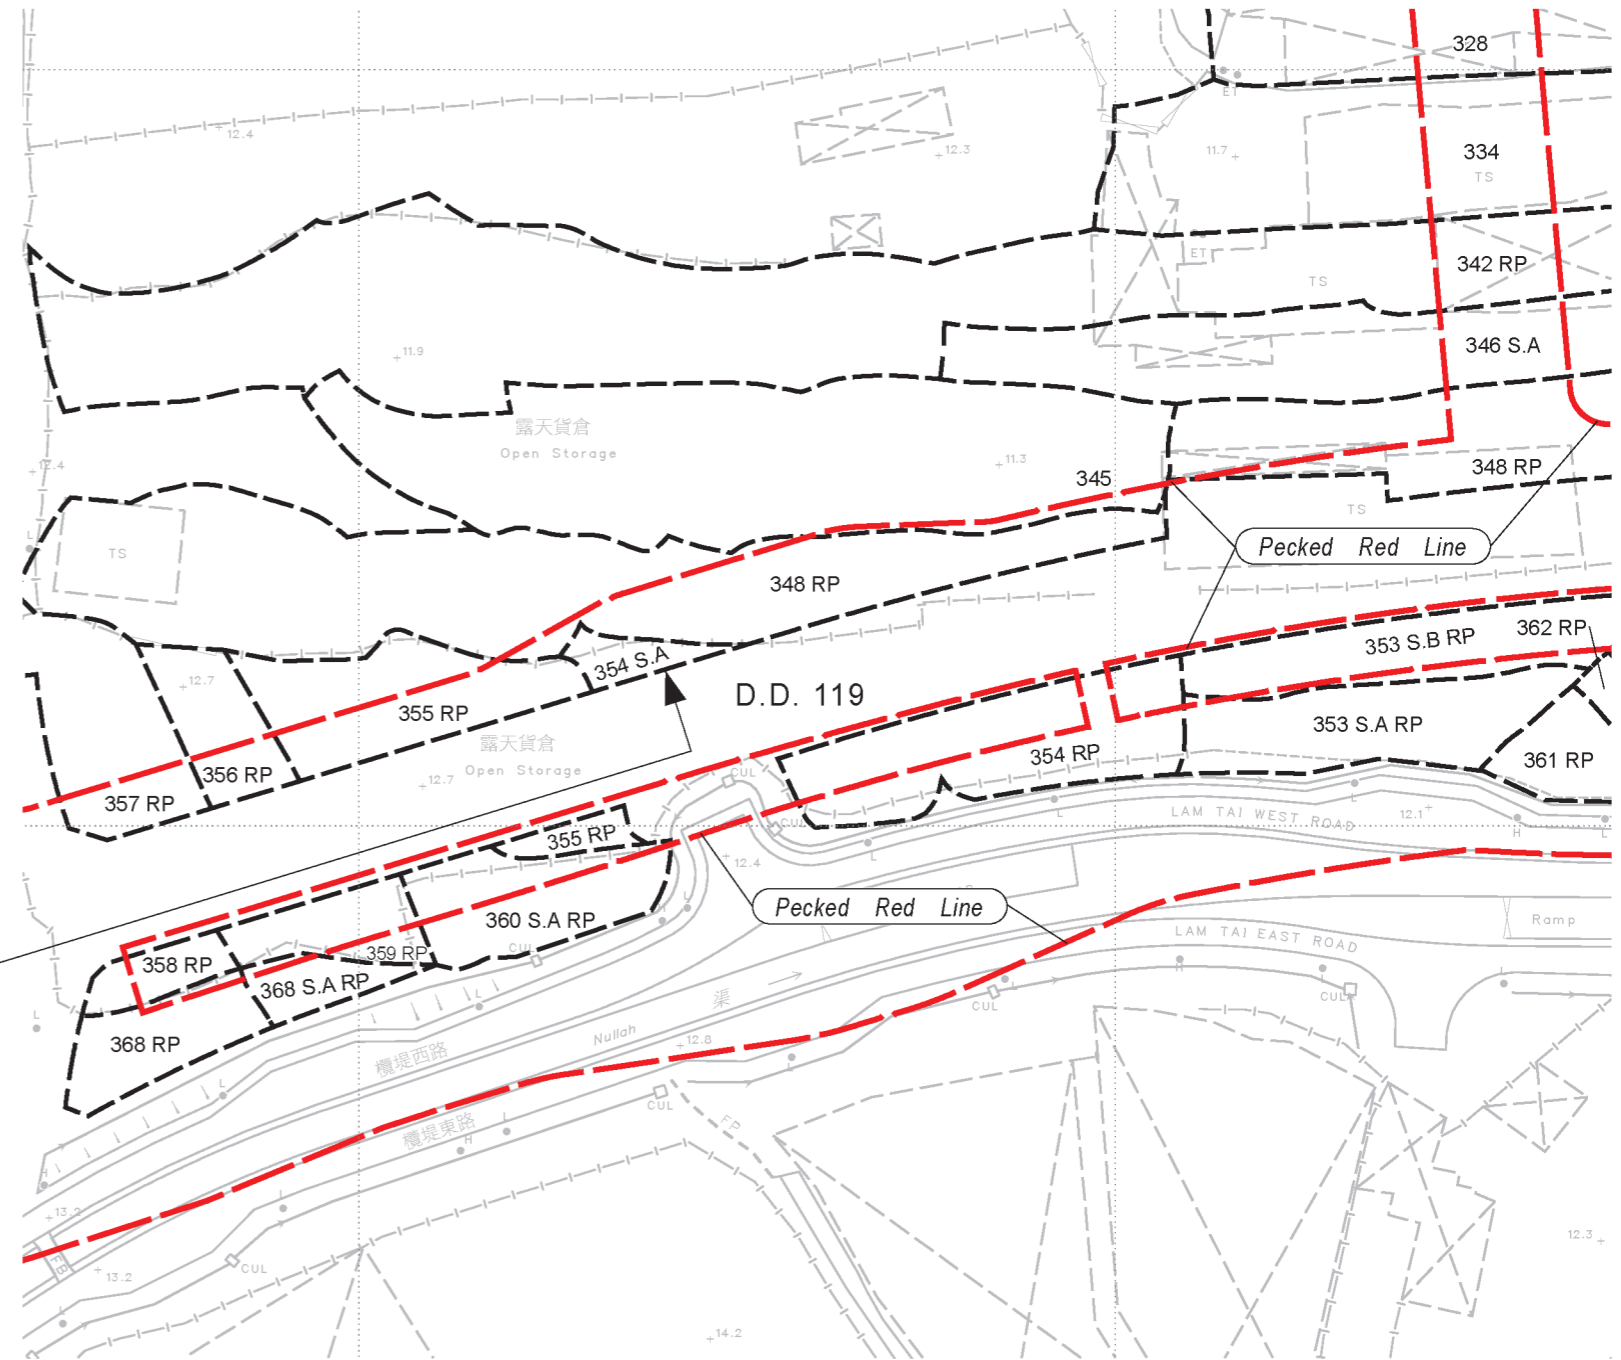 328
ET
12.4
12.3
11.7
334
TS
ET
342 RP
TS
346 S.A
11.9
露天貨倉
Open Storage
12.4
11.3
345
348 RP
TS
L
TS
Pecked Red Line
348 RP
362 RP
353 S.B RP
354 S.A
12.7
D.D. 119
355 RP
353 S.A RP
露天貨倉
Open Storage
354 RP
361 RP
356 RP
CUL
12.7
357 RP
L
L
LAM TAI WEST ROAD
12.1
H
L
355 RP
L
12.4
Pecked Red Line
360 S.A RP
H
L
Ramp
LAM TAI EAST ROAD
CUL
359 RP
358 RP
H
L
L
368 S.A RP
L
L
CUL
CUL
渠
L
Nullah
12.8
368 RP
欖堤西路
L
L
CUL
FP
欖堤東路
L
H
H
L
13.2
12.3
FB
CUL
13.2
L
14.2